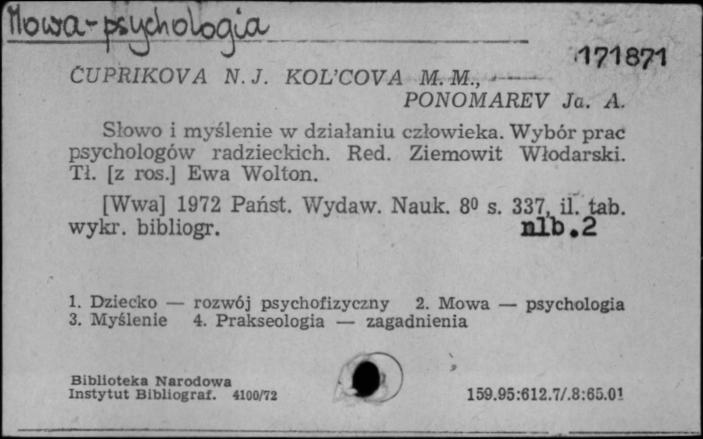 Mowa-psychologia
171871
ČUPRIKOVA N. J. KOL'COVA M. M.,
PONOMAREV Ja. A.
Słowo i myślenie w działaniu człowieka. Wybór prac
psychologów radzieckich. Red. Ziemowit Włodarski.
Tł. [z ros.] Ewa Wolton.
[Wwa] 1972 Państ. Wydaw. Nauk. 8⁰ s. 337, il. tab.
wykr. bibliogr. nlb.2
1. Dziecko — rozwój psychofizyczny 2. Mowa — psychologia
3. Myślenie 4. Prakseologia — zagadnienia
Biblioteka Narodowa
Instytut Bibliograf. 4100/72
159.95:612.7/.8:65.01